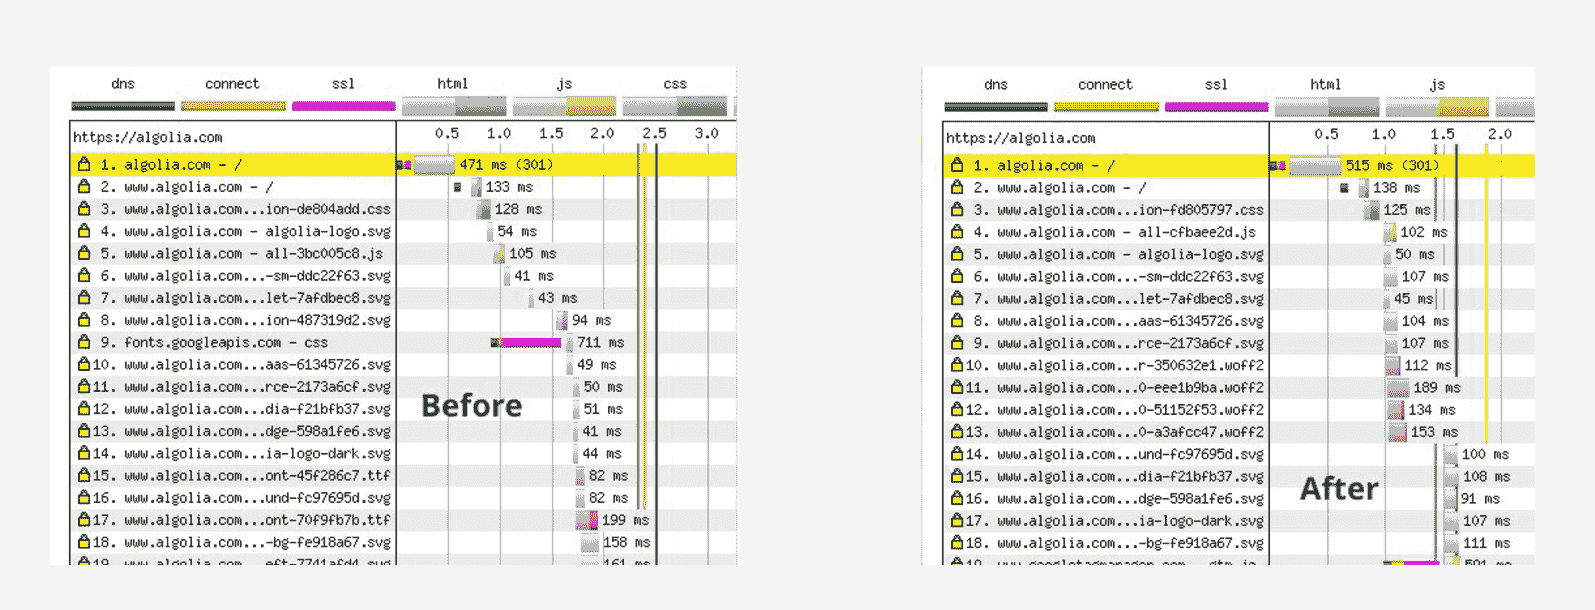 dns connect ssl html js css
https://algolia.com 0.5 1.0 1.5 2.0 2.5 3.0
1. algolia.com - / 471 ms (301)
2. www.algolia.com - / 133 ms
3. www.algolia.com...ion-de804add.css 128 ms
4. www.algolia.com - algolia-logo.svg 54 ms
5. www.algolia.com - all-3bc005c8.js 105 ms
6. www.algolia.com...-sm-ddc22f63.svg 41 ms
7. www.algolia.com...let-7afdbec8.svg 43 ms
8. www.algolia.com...ion-487319d2.svg 94 ms
9. fonts.googleapis.com - css 711 ms
10. www.algolia.com...aas-61345726.svg 49 ms
11. www.algolia.com...rce-2173a6cf.svg 50 ms
Before
12. www.algolia.com...dia-f21bfb37.svg 51 ms
13. www.algolia.com...dge-598a1fe6.svg 41 ms
14. www.algolia.com...ia-logo-dark.svg 44 ms
15. www.algolia.com...ont-45f286c7.ttf 82 ms
16. www.algolia.com...und-fc97695d.svg 82 ms
17. www.algolia.com...ont-70f9fb7b.ttf 199 ms
18. www.algolia.com...-bg-fe918a67.svg 158 ms
dns connect ssl html js
https://algolia.com 0.5 1.0 1.5 2.0
1. algolia.com - / 515 ms (301)
2. www.algolia.com - / 138 ms
3. www.algolia.com...ion-fd805797.css 125 ms
4. www.algolia.com - all-cfbaee2d.js 102 ms
5. www.algolia.com - algolia-logo.svg 50 ms
6. www.algolia.com...-sm-ddc22f63.svg 107 ms
7. www.algolia.com...let-7afdbec8.svg 45 ms
8. www.algolia.com...aas-61345726.svg 104 ms
9. www.algolia.com...rce-2173a6cf.svg 107 ms
10. www.algolia.com...r-350632e1.woff2 112 ms
11. www.algolia.com...0-eee1b9ba.woff2 189 ms
12. www.algolia.com...0-51152f53.woff2 134 ms
13. www.algolia.com...0-a3afcc47.woff2 153 ms
14. www.algolia.com...und-fc97695d.svg 100 ms
15. www.algolia.com...dia-f21bfb37.svg 108 ms
After
16. www.algolia.com...dge-598a1fe6.svg 91 ms
17. www.algolia.com...ia-logo-dark.svg 107 ms
18. www.algolia.com...-bg-fe918a67.svg 111 ms